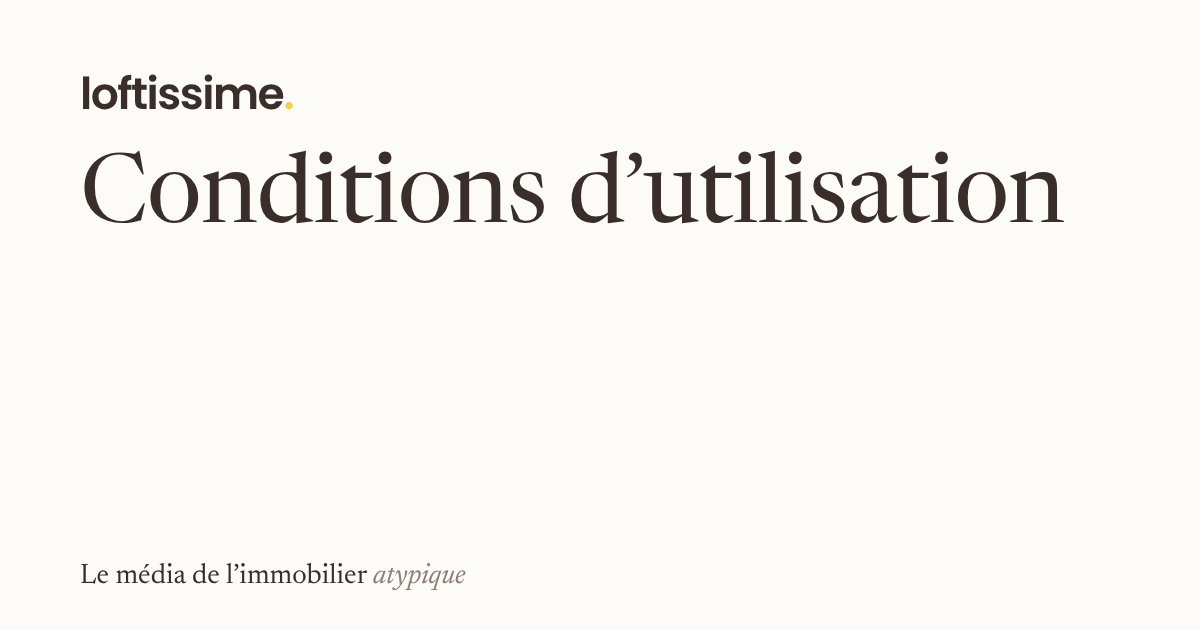 loftissime.
Conditions d’utilisation
Le média de l’immobilier atypique